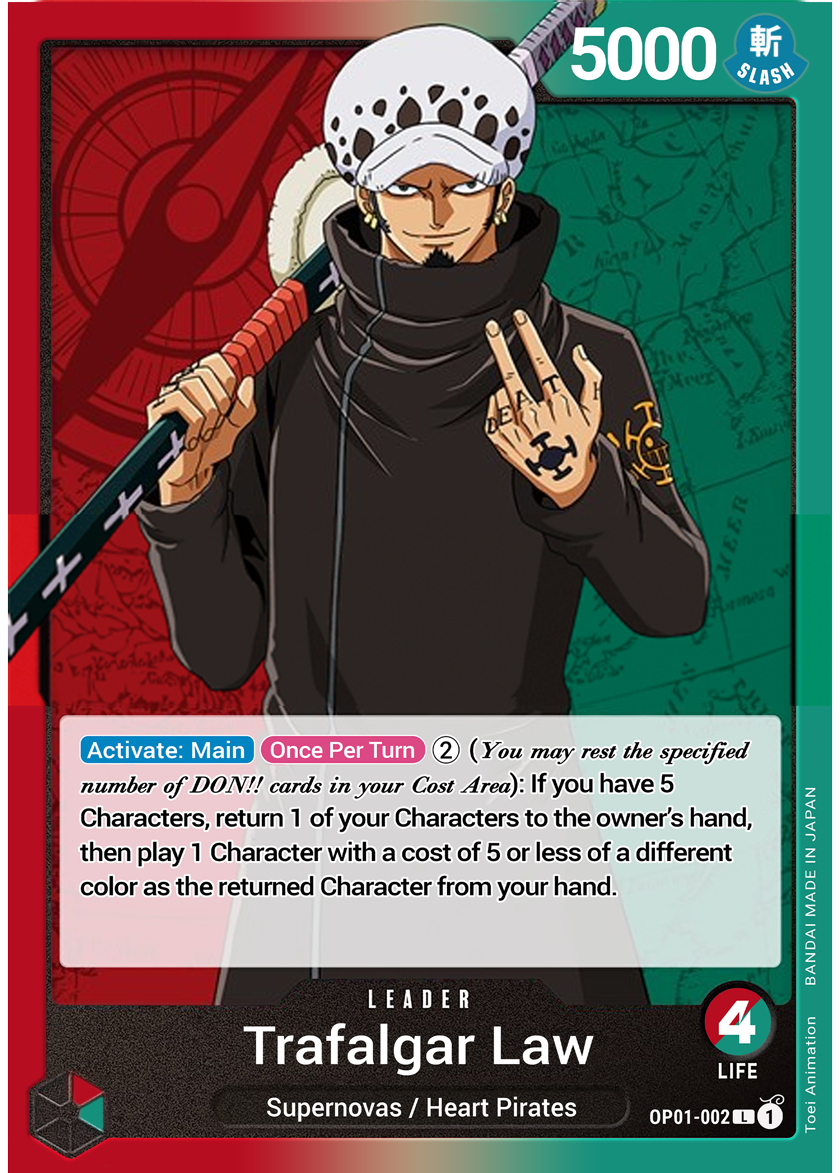 5000
斬
SLASH
DEATH
Activate: Main Once Per Turn ② (You may rest the specified
number of DON!! cards in your Cost Area): If you have 5
Characters, return 1 of your Characters to the owner's hand,
then play 1 Character with a cost of 5 or less of a different
color as the returned Character from your hand.
LEADER
Trafalgar Law
4
LIFE
Supernovas / Heart Pirates
OP01-002 L 1
Toei Animation BANDAI MADE IN JAPAN